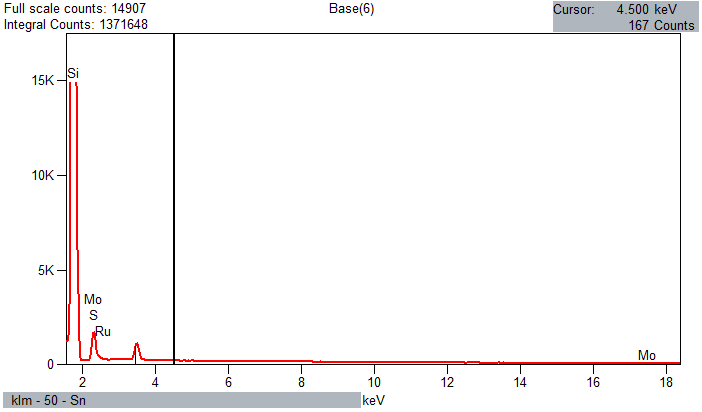 Full scale counts: 14907
Base(6)
Cursor: 4.500 keV
Integral Counts: 1371648
167 Counts
Si
15K
10K
5K
Mo
S
Ru
Mo
0
2 4 6 8 10 12 14 16 18
klm - 50 - Sn
keV